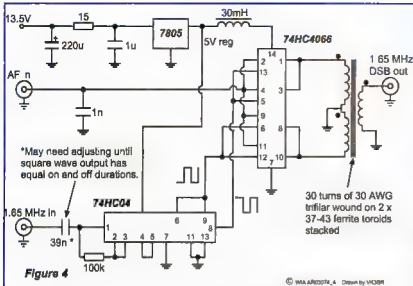 13.5V
15
7805
30mH
74HC4066
220u
1u
5V reg
14
1.65 MHz
DSB out
AF n
2
13
4
5
9
6
11
12
1
3
8
10
7
1n
*May need adjusting until
square wave output has
equal on and off durations.
74HC04
30 turns of 30 AWG
trifilar wound on 2 x
37-43 ferrite toroids
stacked
1.65 MHz in
39n *
100k
1
2
3
4
5
7
6
9
11
13
8
14
Figure 4